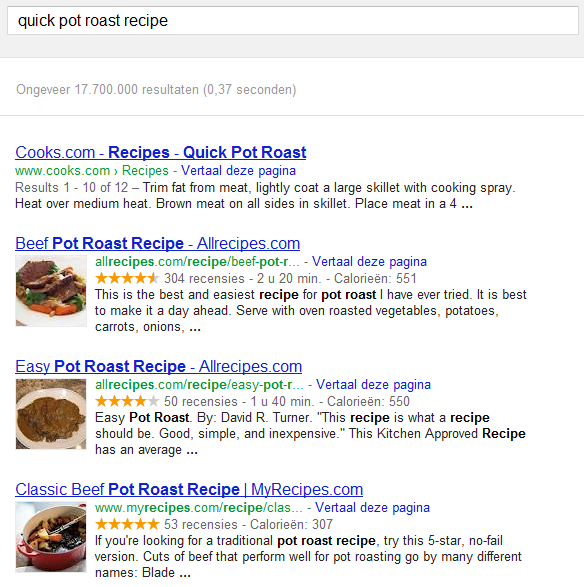 quick pot roast recipe
Ongeveer 17.700.000 resultaten (0,37 seconden)
Cooks.com - Recipes - Quick Pot Roast
www.cooks.com › Recipes - Vertaal deze pagina
Results 1 - 10 of 12 – Trim fat from meat, lightly coat a large skillet with cooking spray.
Heat over medium heat. Brown meat on all sides in skillet. Place meat in a 4 ...
Beef Pot Roast Recipe - Allrecipes.com
allrecipes.com/recipe/beef-pot-r... - Vertaal deze pagina
304 recensies - 2 u 20 min. - Calorieën: 551
This is the best and easiest recipe for pot roast I have ever tried. It is best
to make it a day ahead. Serve with oven roasted vegetables, potatoes,
carrots, onions, ...
Easy Pot Roast Recipe - Allrecipes.com
allrecipes.com/recipe/easy-pot-r... - Vertaal deze pagina
50 recensies - 1 u 40 min. - Calorieën: 550
Easy Pot Roast. By: David R. Turner. "This recipe is what a recipe
should be. Good, simple, and inexpensive." This Kitchen Approved Recipe
has an average ...
Classic Beef Pot Roast Recipe | MyRecipes.com
www.myrecipes.com/recipe/clas... - Vertaal deze pagina
53 recensies - Calorieën: 307
If you're looking for a traditional pot roast recipe, try this 5-star, no-fail
version. Cuts of beef that perform well for pot roasting go by many different
names: Blade ...